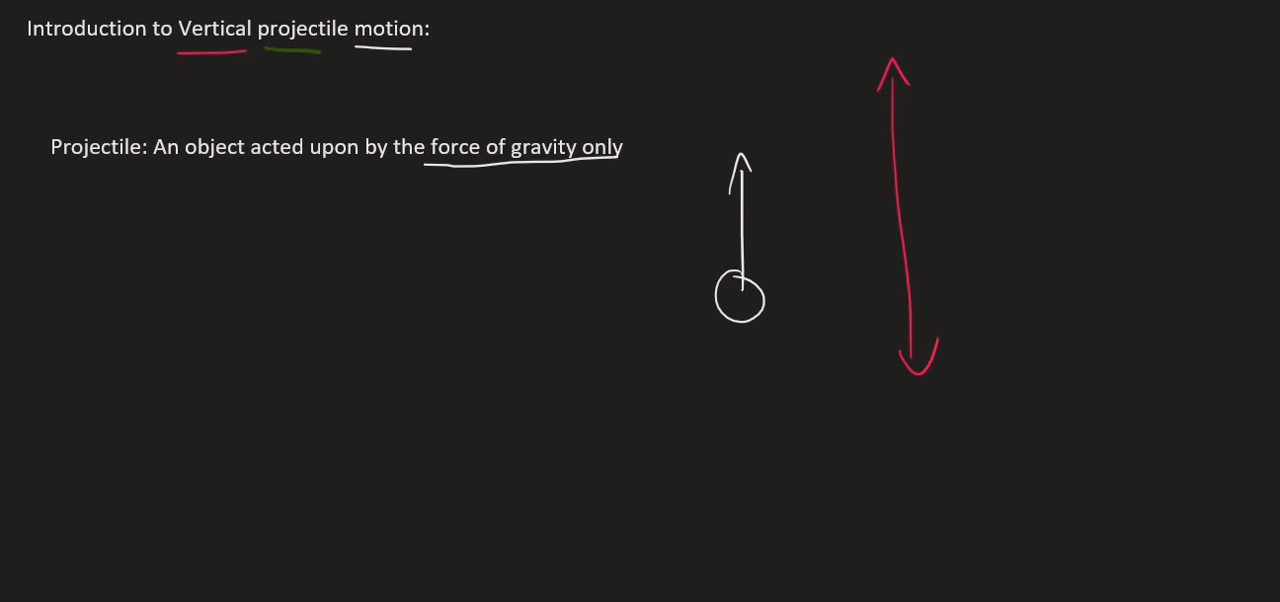 Introduction to Vertical projectile motion:
Projectile: An object acted upon by the force of gravity only